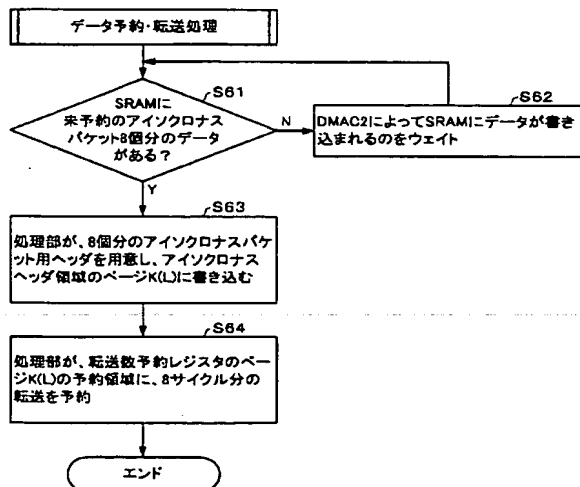 データ予約・転送処理
S61
SRAMに
未予約のアイソクロナス
パケット8個分のデータ
がある?
N
Y
S62
DMAC2によってSRAMにデータが書き
込まれるのをウェイト
S63
処理部が、8個分のアイソクロナスパケ
ット用ヘッダを用意し、アイソクロナス
ヘッダ領域のページK(L)に書き込む
S64
処理部が、転送数予約レジスタのペー
ジK(L)の予約領域に、8サイクル分の
転送を予約
エンド